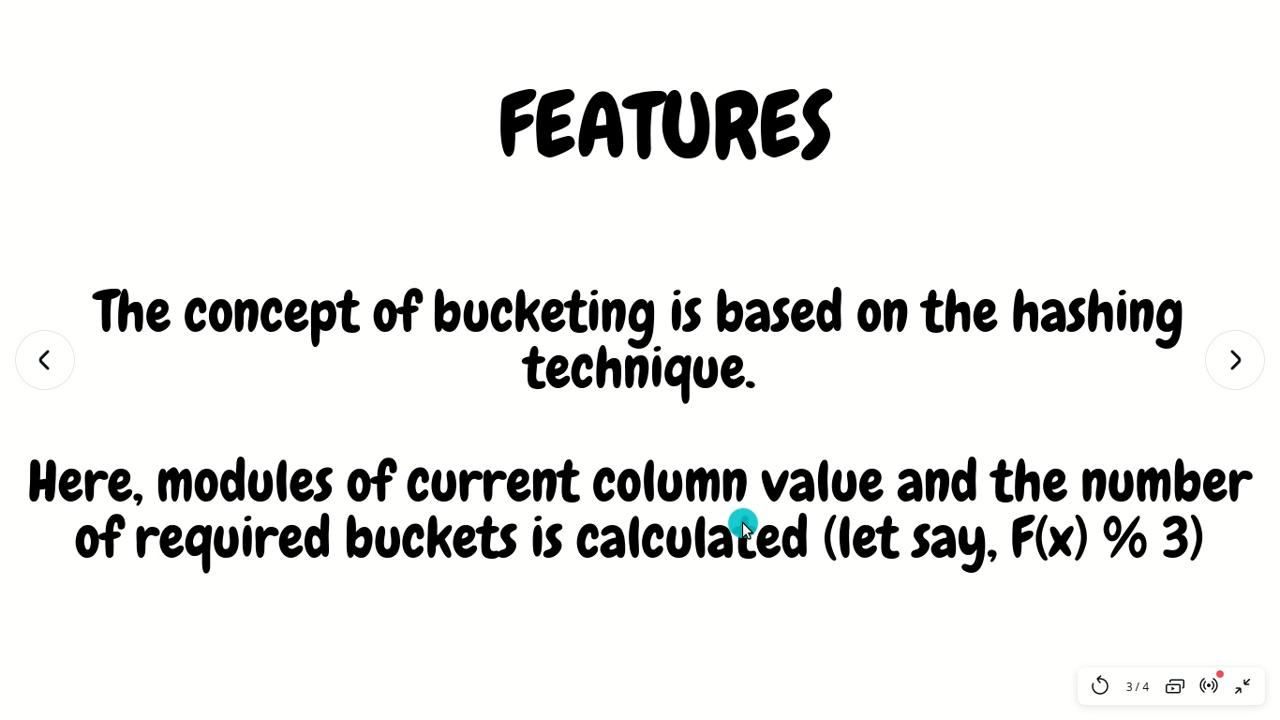 FEATURES
The concept of bucketing is based on the hashing
technique.
Here, modules of current column value and the number
of required buckets is calculated (let say, F(x) % 3)
3 / 4